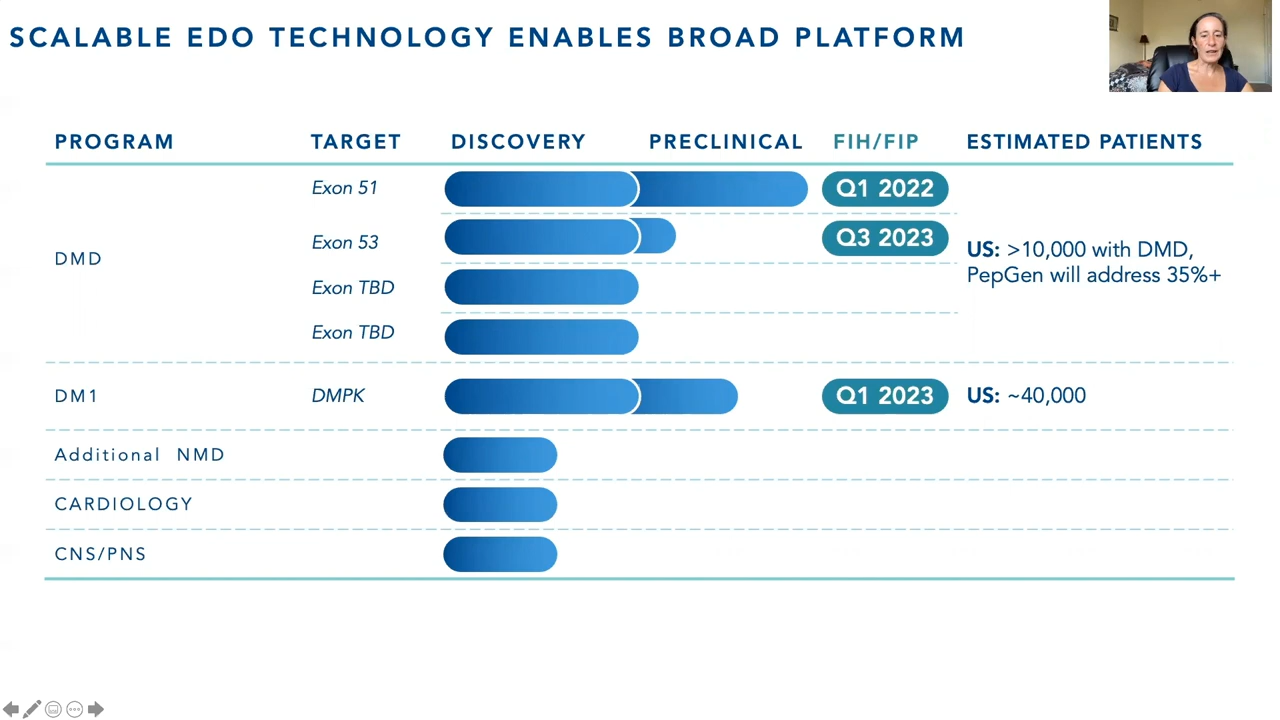 SCALABLE EDO TECHNOLOGY ENABLES BROAD PLATFORM
PROGRAM TARGET DISCOVERY PRECLINICAL FIH/FIP ESTIMATED PATIENTS
DMD
Exon 51 Q1 2022
Exon 53 Q3 2023
Exon TBD
Exon TBD
US: >10,000 with DMD,
PepGen will address 35%+
DM1 DMPK Q1 2023 US: ~40,000
Additional NMD
CARDIOLOGY
CNS/PNS